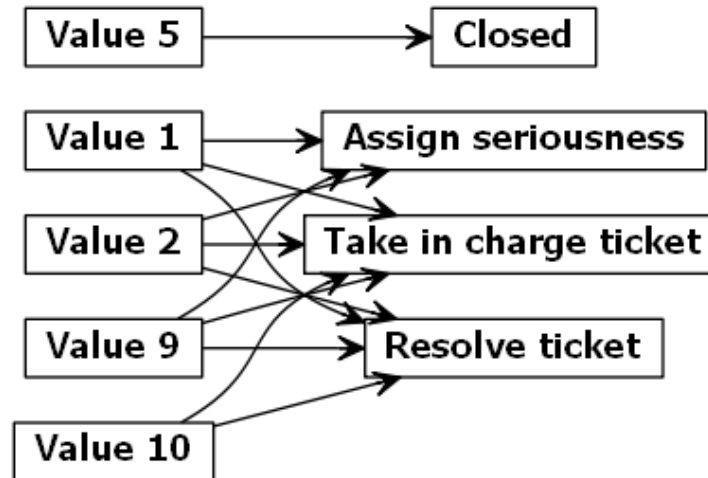 Value 5
Closed
Value 1
Assign seriousness
Value 2
Take in charge ticket
Value 9
Resolve ticket
Value 10